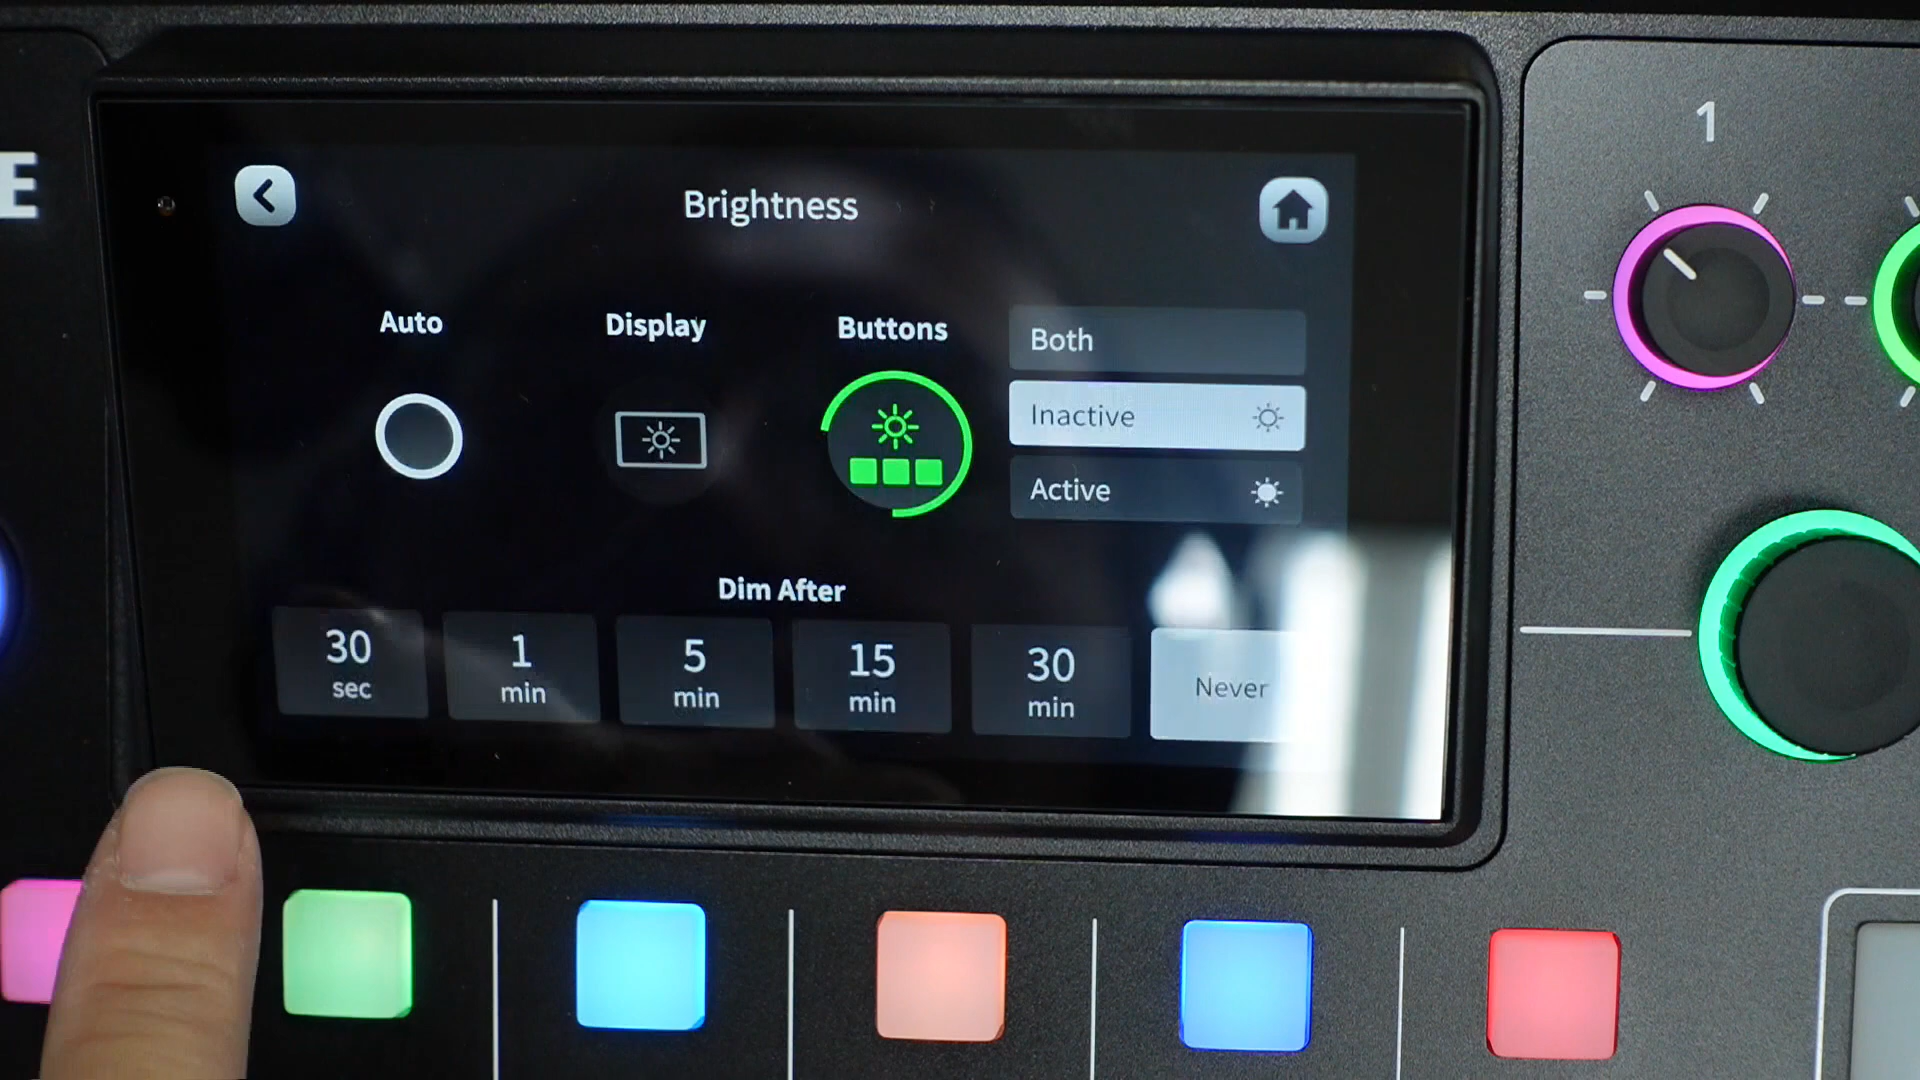 E
1
Brightness
Auto
Display
Buttons
Both
Inactive
Active
Dim After
30
sec
1
min
5
min
15
min
30
min
Never